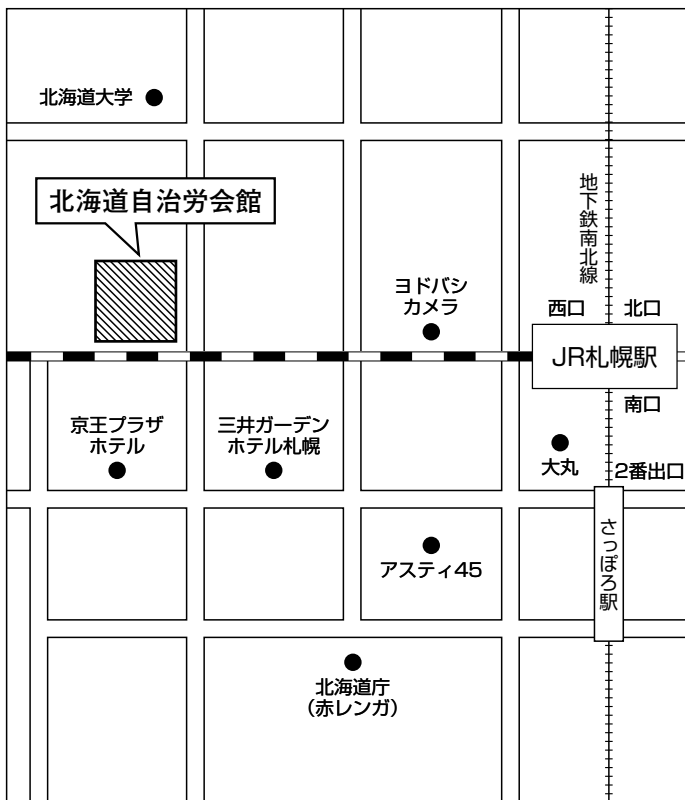 北海道大学
北海道自治労会館
地下鉄南北線
ヨドバシ
カメラ
西口
北口
JR札幌駅
南口
京王プラザ
ホテル
三井ガーデン
ホテル札幌
大丸
2番出口
さっぽろ駅
アスティ45
北海道庁
(赤レンガ)